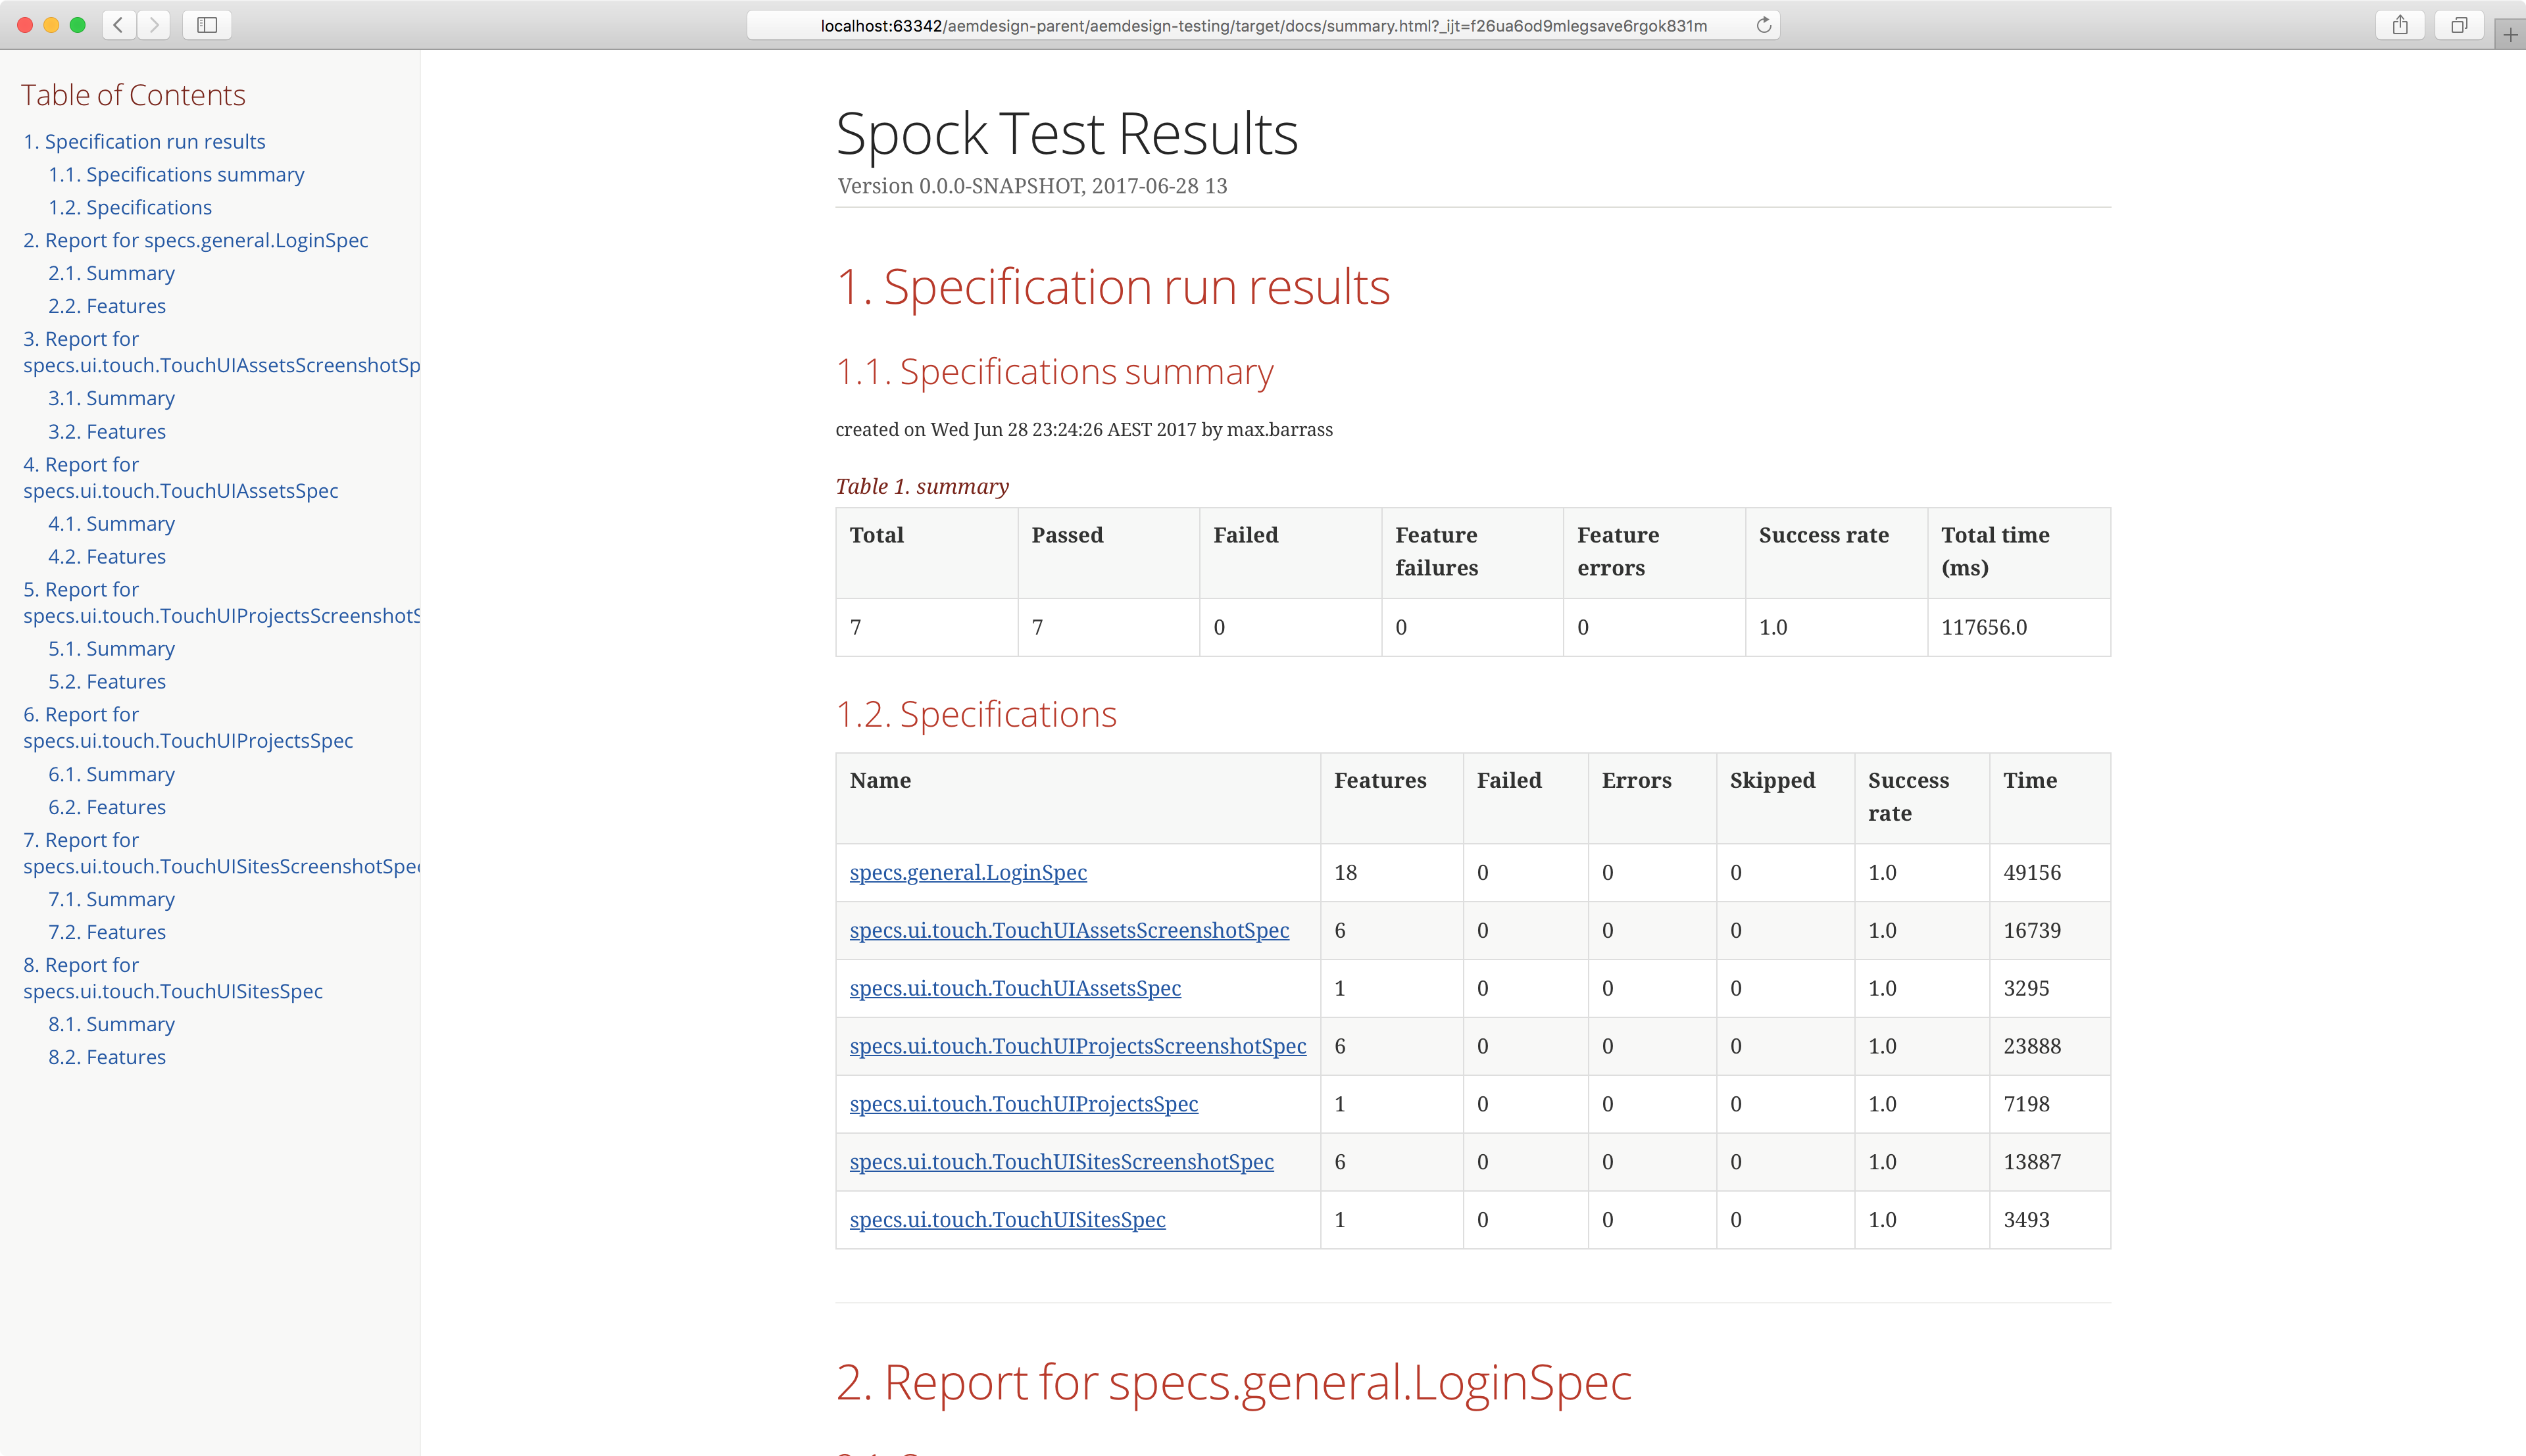 localhost:63342/aemdesign-parent/aemdesign-testing/target/docs/summary.html?_ijt=f26ua6od9mlegsave6rgok831m
Table of Contents
1. Specification run results
1.1. Specifications summary
1.2. Specifications
2. Report for specs.general.LoginSpec
2.1. Summary
2.2. Features
3. Report for
specs.ui.touch.TouchUIAssetsScreenshotSp
3.1. Summary
3.2. Features
4. Report for
specs.ui.touch.TouchUIAssetsSpec
4.1. Summary
4.2. Features
5. Report for
specs.ui.touch.TouchUIProjectsScreenshotS
5.1. Summary
5.2. Features
6. Report for
specs.ui.touch.TouchUIProjectsSpec
6.1. Summary
6.2. Features
7. Report for
specs.ui.touch.TouchUISitesScreenshotSpec
7.1. Summary
7.2. Features
8. Report for
specs.ui.touch.TouchUISitesSpec
8.1. Summary
8.2. Features
Spock Test Results
Version 0.0.0-SNAPSHOT, 2017-06-28 13
1. Specification run results
1.1. Specifications summary
created on Wed Jun 28 23:24:26 AEST 2017 by max.barrass
Table 1. summary
Total Passed Failed Feature failures Feature errors Success rate Total time (ms)
7 7 0 0 0 1.0 117656.0
1.2. Specifications
Name Features Failed Errors Skipped Success rate Time
specs.general.LoginSpec 18 0 0 0 1.0 49156
specs.ui.touch.TouchUIAssetsScreenshotSpec 6 0 0 0 1.0 16739
specs.ui.touch.TouchUIAssetsSpec 1 0 0 0 1.0 3295
specs.ui.touch.TouchUIProjectsScreenshotSpec 6 0 0 0 1.0 23888
specs.ui.touch.TouchUIProjectsSpec 1 0 0 0 1.0 7198
specs.ui.touch.TouchUISitesScreenshotSpec 6 0 0 0 1.0 13887
specs.ui.touch.TouchUISitesSpec 1 0 0 0 1.0 3493
2. Report for specs.general.LoginSpec